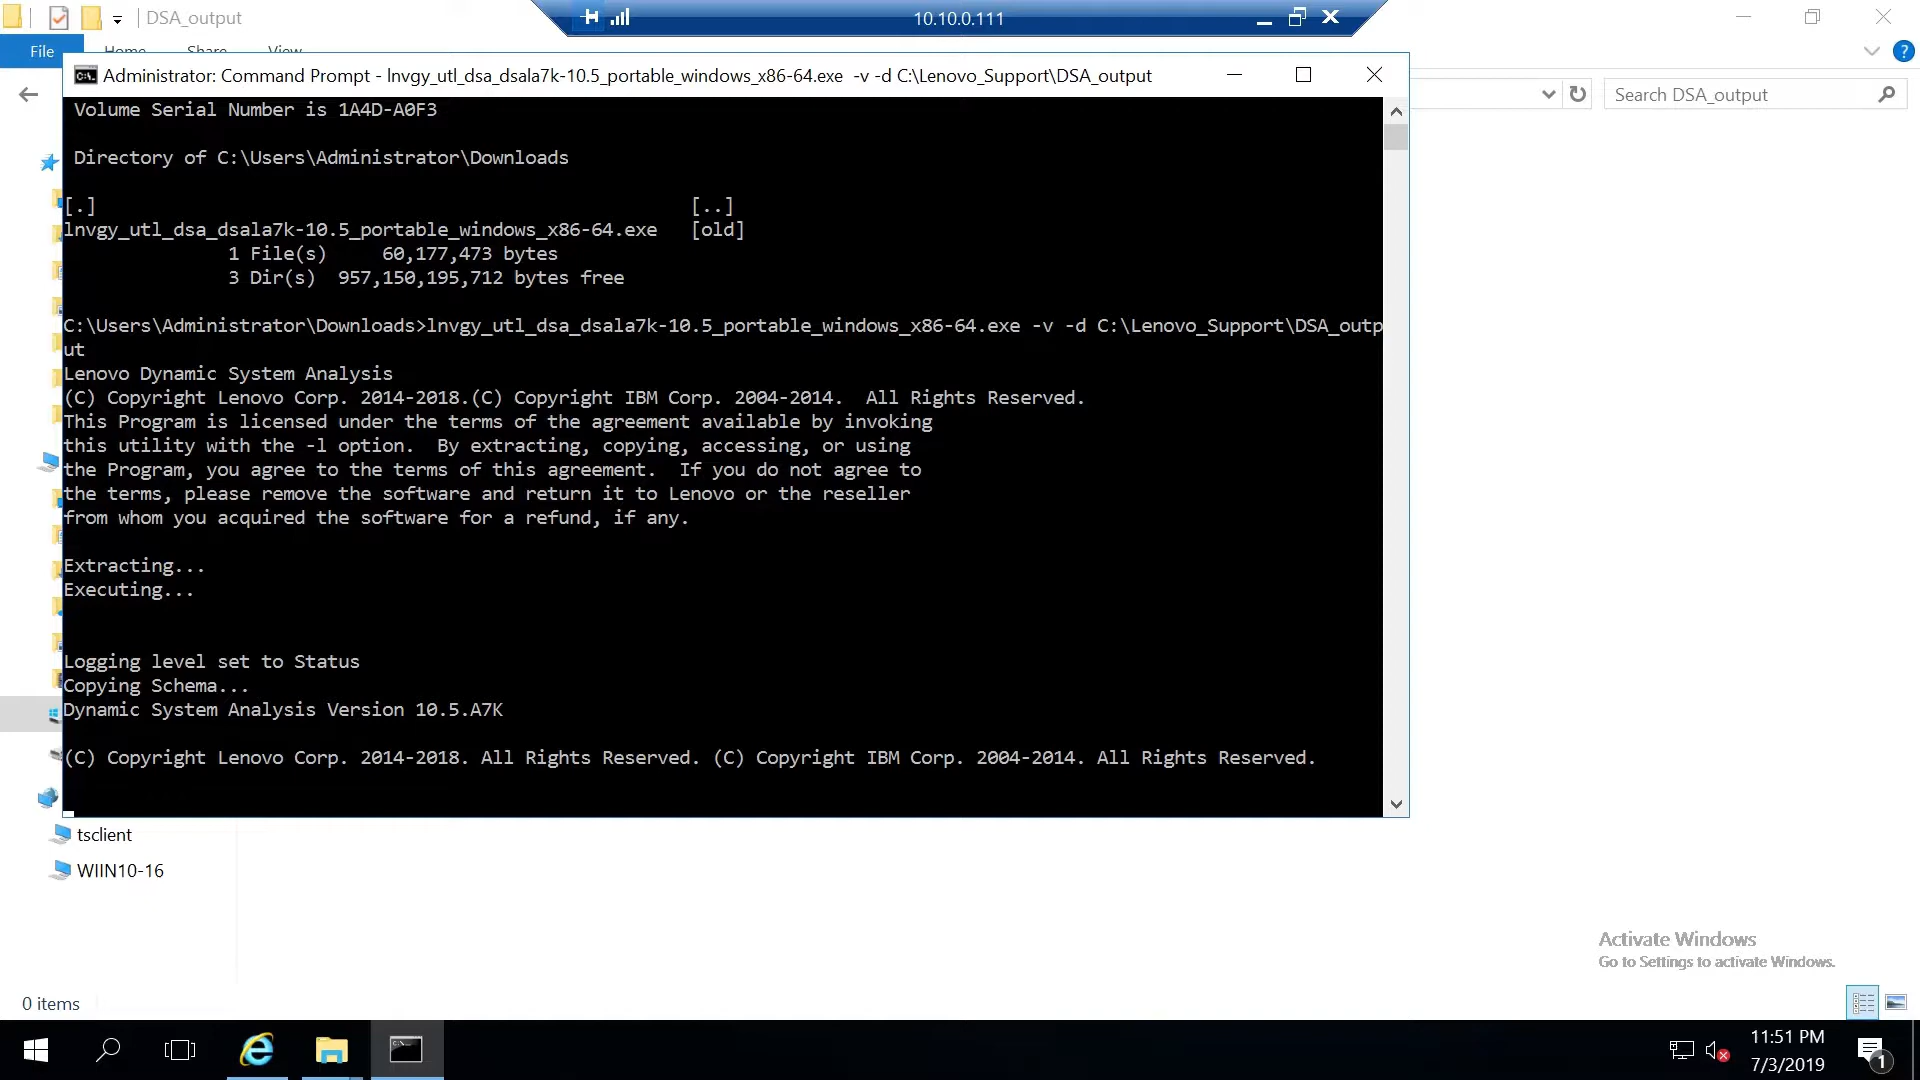 DSA_output
10.10.0.111
File
Home
Share
View
Administrator: Command Prompt - lnvgy_utl_dsa_dsala7k-10.5_portable_windows_x86-64.exe -v -d C:\Lenovo_Support\DSA_output
Search DSA_output
Volume Serial Number is 1A4D-A0F3
Directory of C:\Users\Administrator\Downloads
[.] [..]
lnvgy_utl_dsa_dsala7k-10.5_portable_windows_x86-64.exe [old]
1 File(s) 60,177,473 bytes
3 Dir(s) 957,150,195,712 bytes free
C:\Users\Administrator\Downloads>lnvgy_utl_dsa_dsala7k-10.5_portable_windows_x86-64.exe -v -d C:\Lenovo_Support\DSA_outp
ut
Lenovo Dynamic System Analysis
(C) Copyright Lenovo Corp. 2014-2018.(C) Copyright IBM Corp. 2004-2014. All Rights Reserved.
This Program is licensed under the terms of the agreement available by invoking
this utility with the -l option. By extracting, copying, accessing, or using
the Program, you agree to the terms of this agreement. If you do not agree to
the terms, please remove the software and return it to Lenovo or the reseller
from whom you acquired the software for a refund, if any.
Extracting...
Executing...
Logging level set to Status
Copying Schema...
Dynamic System Analysis Version 10.5.A7K
(C) Copyright Lenovo Corp. 2014-2018. All Rights Reserved. (C) Copyright IBM Corp. 2004-2014. All Rights Reserved.
tsclient
WIIN10-16
Activate Windows
Go to Settings to activate Windows.
0 items
11:51 PM
7/3/2019
1